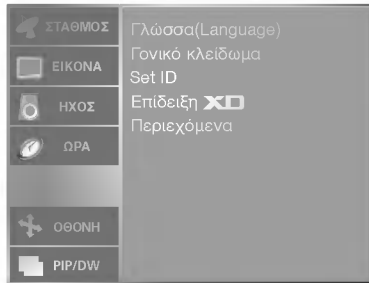 ΣΤΑΘΜΟΣ
ΕΙΚΟΝΑ
ΗΧΟΣ
ΩΡΑ
ΟΘΟΝΗ
PIP/DW
Γλώσσα(Language)
Γονικό κλείδωμα
Set ID
Επίδειξη XD
Περιεχόμενα